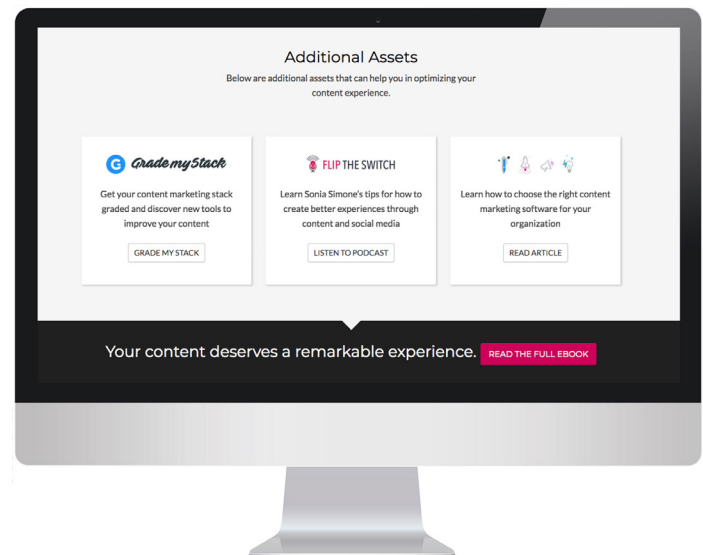 Additional Assets
Below are additional assets that can help you in optimizing your
content experience.
G Grade my Stack
Get your content marketing stack
graded and discover new tools to
improve your content
GRADE MY STACK
FLIP THE SWITCH
Learn Sonia Simone's tips for how to
create better experiences through
content and social media
LISTEN TO PODCAST
Learn how to choose the right content
marketing software for your
organization
READ ARTICLE
Your content deserves a remarkable experience.
READ THE FULL EBOOK